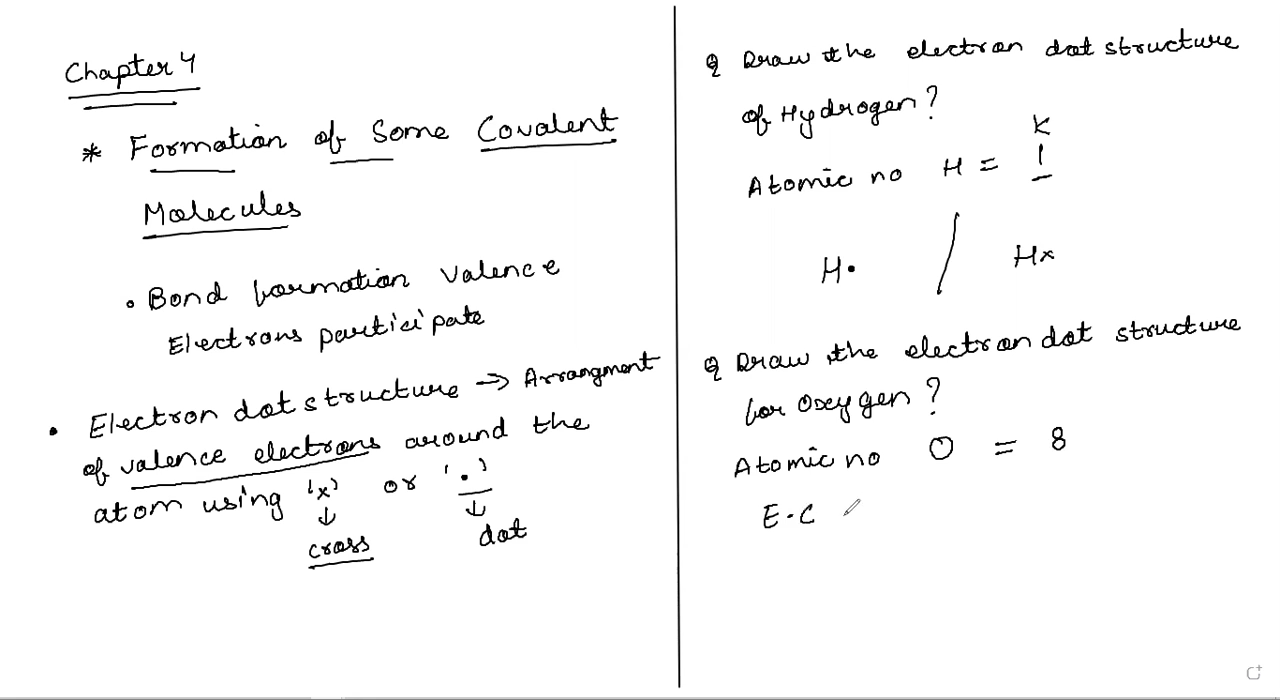 Chapter 4
* Formation of Some Covalent
Molecules
• Bond formation valence
Electrons participate
• Electron dot structure → Arrangment
of valence electrons around the
atom using 'x' or '.'
↓ ↓
cross dot
Q Draw the electron dot structure
of Hydrogen?
K
Atomic no H = 1
H• / Hx
Q Draw the electron dot structure
for Oxygen?
Atomic no O = 8
E.C